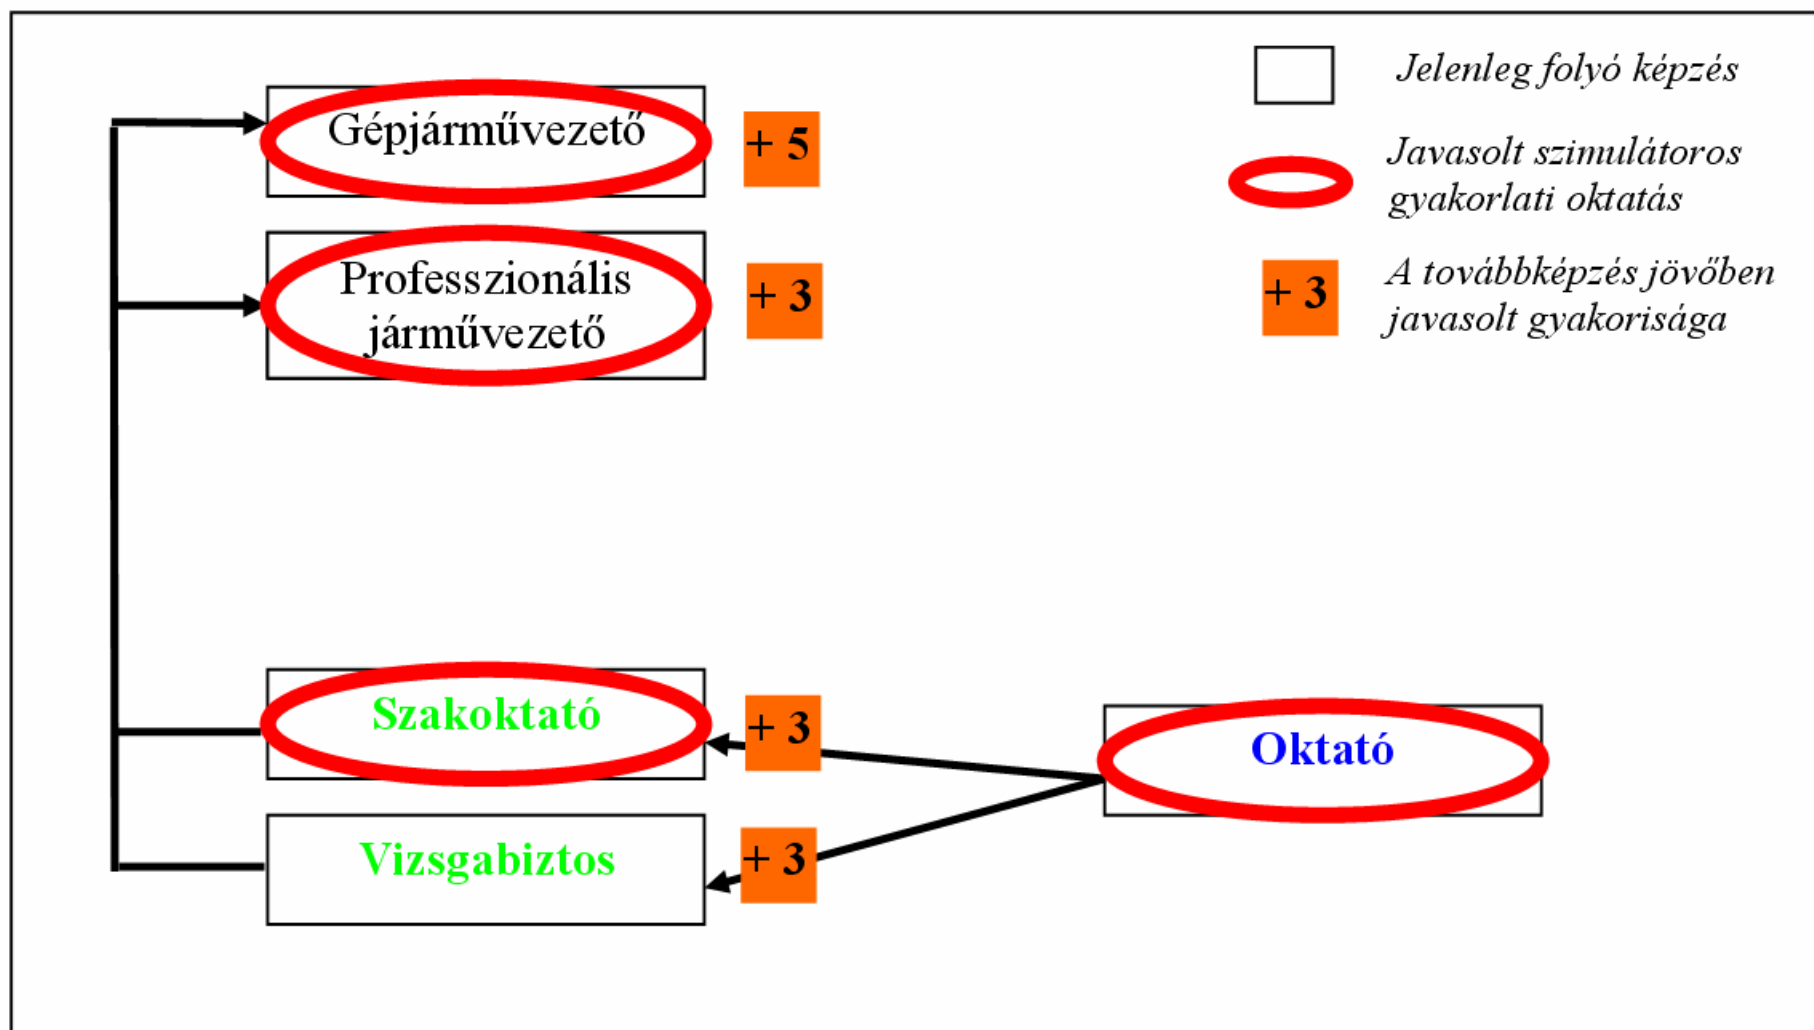 Gépjárművezető
+ 5
Professzionális
járművezető
+ 3
Szakoktató
+ 3
Vizsgabiztos
+ 3
Oktató
Jelenleg folyó képzés
Javasolt szimulátoros
gyakorlati oktatás
+ 3
A továbbképzés jövőben
javasolt gyakorisága